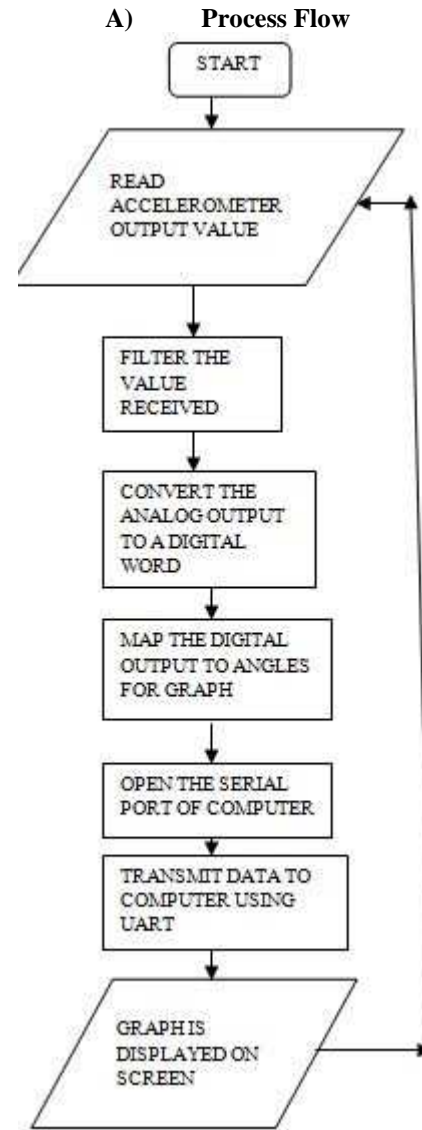 A) Process Flow
START
READ
ACCELEROMETER
OUTPUT VALUE
FILTER THE
VALUE
RECEIVED
CONVERT THE
ANALOG OUTPUT
TO A DIGITAL
WORD
MAP THE DIGITAL
OUTPUT TO ANGLES
FOR GRAPH
OPEN THE SERIAL
PORT OF COMPUTER
TRANSMIT DATA TO
COMPUTER USING
UART
GRAPH IS
DISPLAYED ON
SCREEN